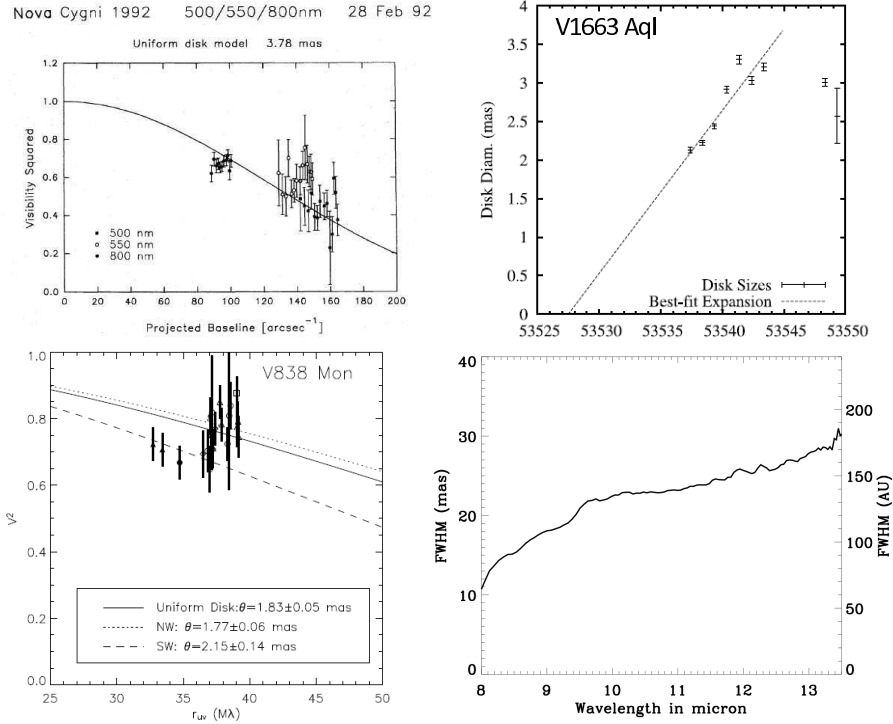 Nova Cygni 1992 500/550/800nm 28 Feb 92
Uniform disk model 3.78 mas
1.2
1.0
0.8
0.6
0.4
0.2
0.0
Visibility Squared
500 nm
550 nm
800 nm
0 20 40 60 80 100 120 140 160 180 200
Projected Baseline [arcsec⁻¹]
V1663 Aql
4
3.5
3
2.5
2
1.5
1
0.5
0
Disk Diam. (mas)
Disk Sizes
Best-fit Expansion
53525 53530 53535 53540 53545 53550
V838 Mon
1.0
0.8
0.6
0.4
0.2
0.0
V²
Uniform Disk:θ=1.83±0.05 mas
NW: θ=1.77±0.06 mas
SW: θ=2.15±0.14 mas
25 30 35 40 45 50
r_uv (Mλ)
40
30
20
10
0
FWHM (mas)
200
150
100
50
0
FWHM (AU)
8 9 10 11 12 13
Wavelength in micron